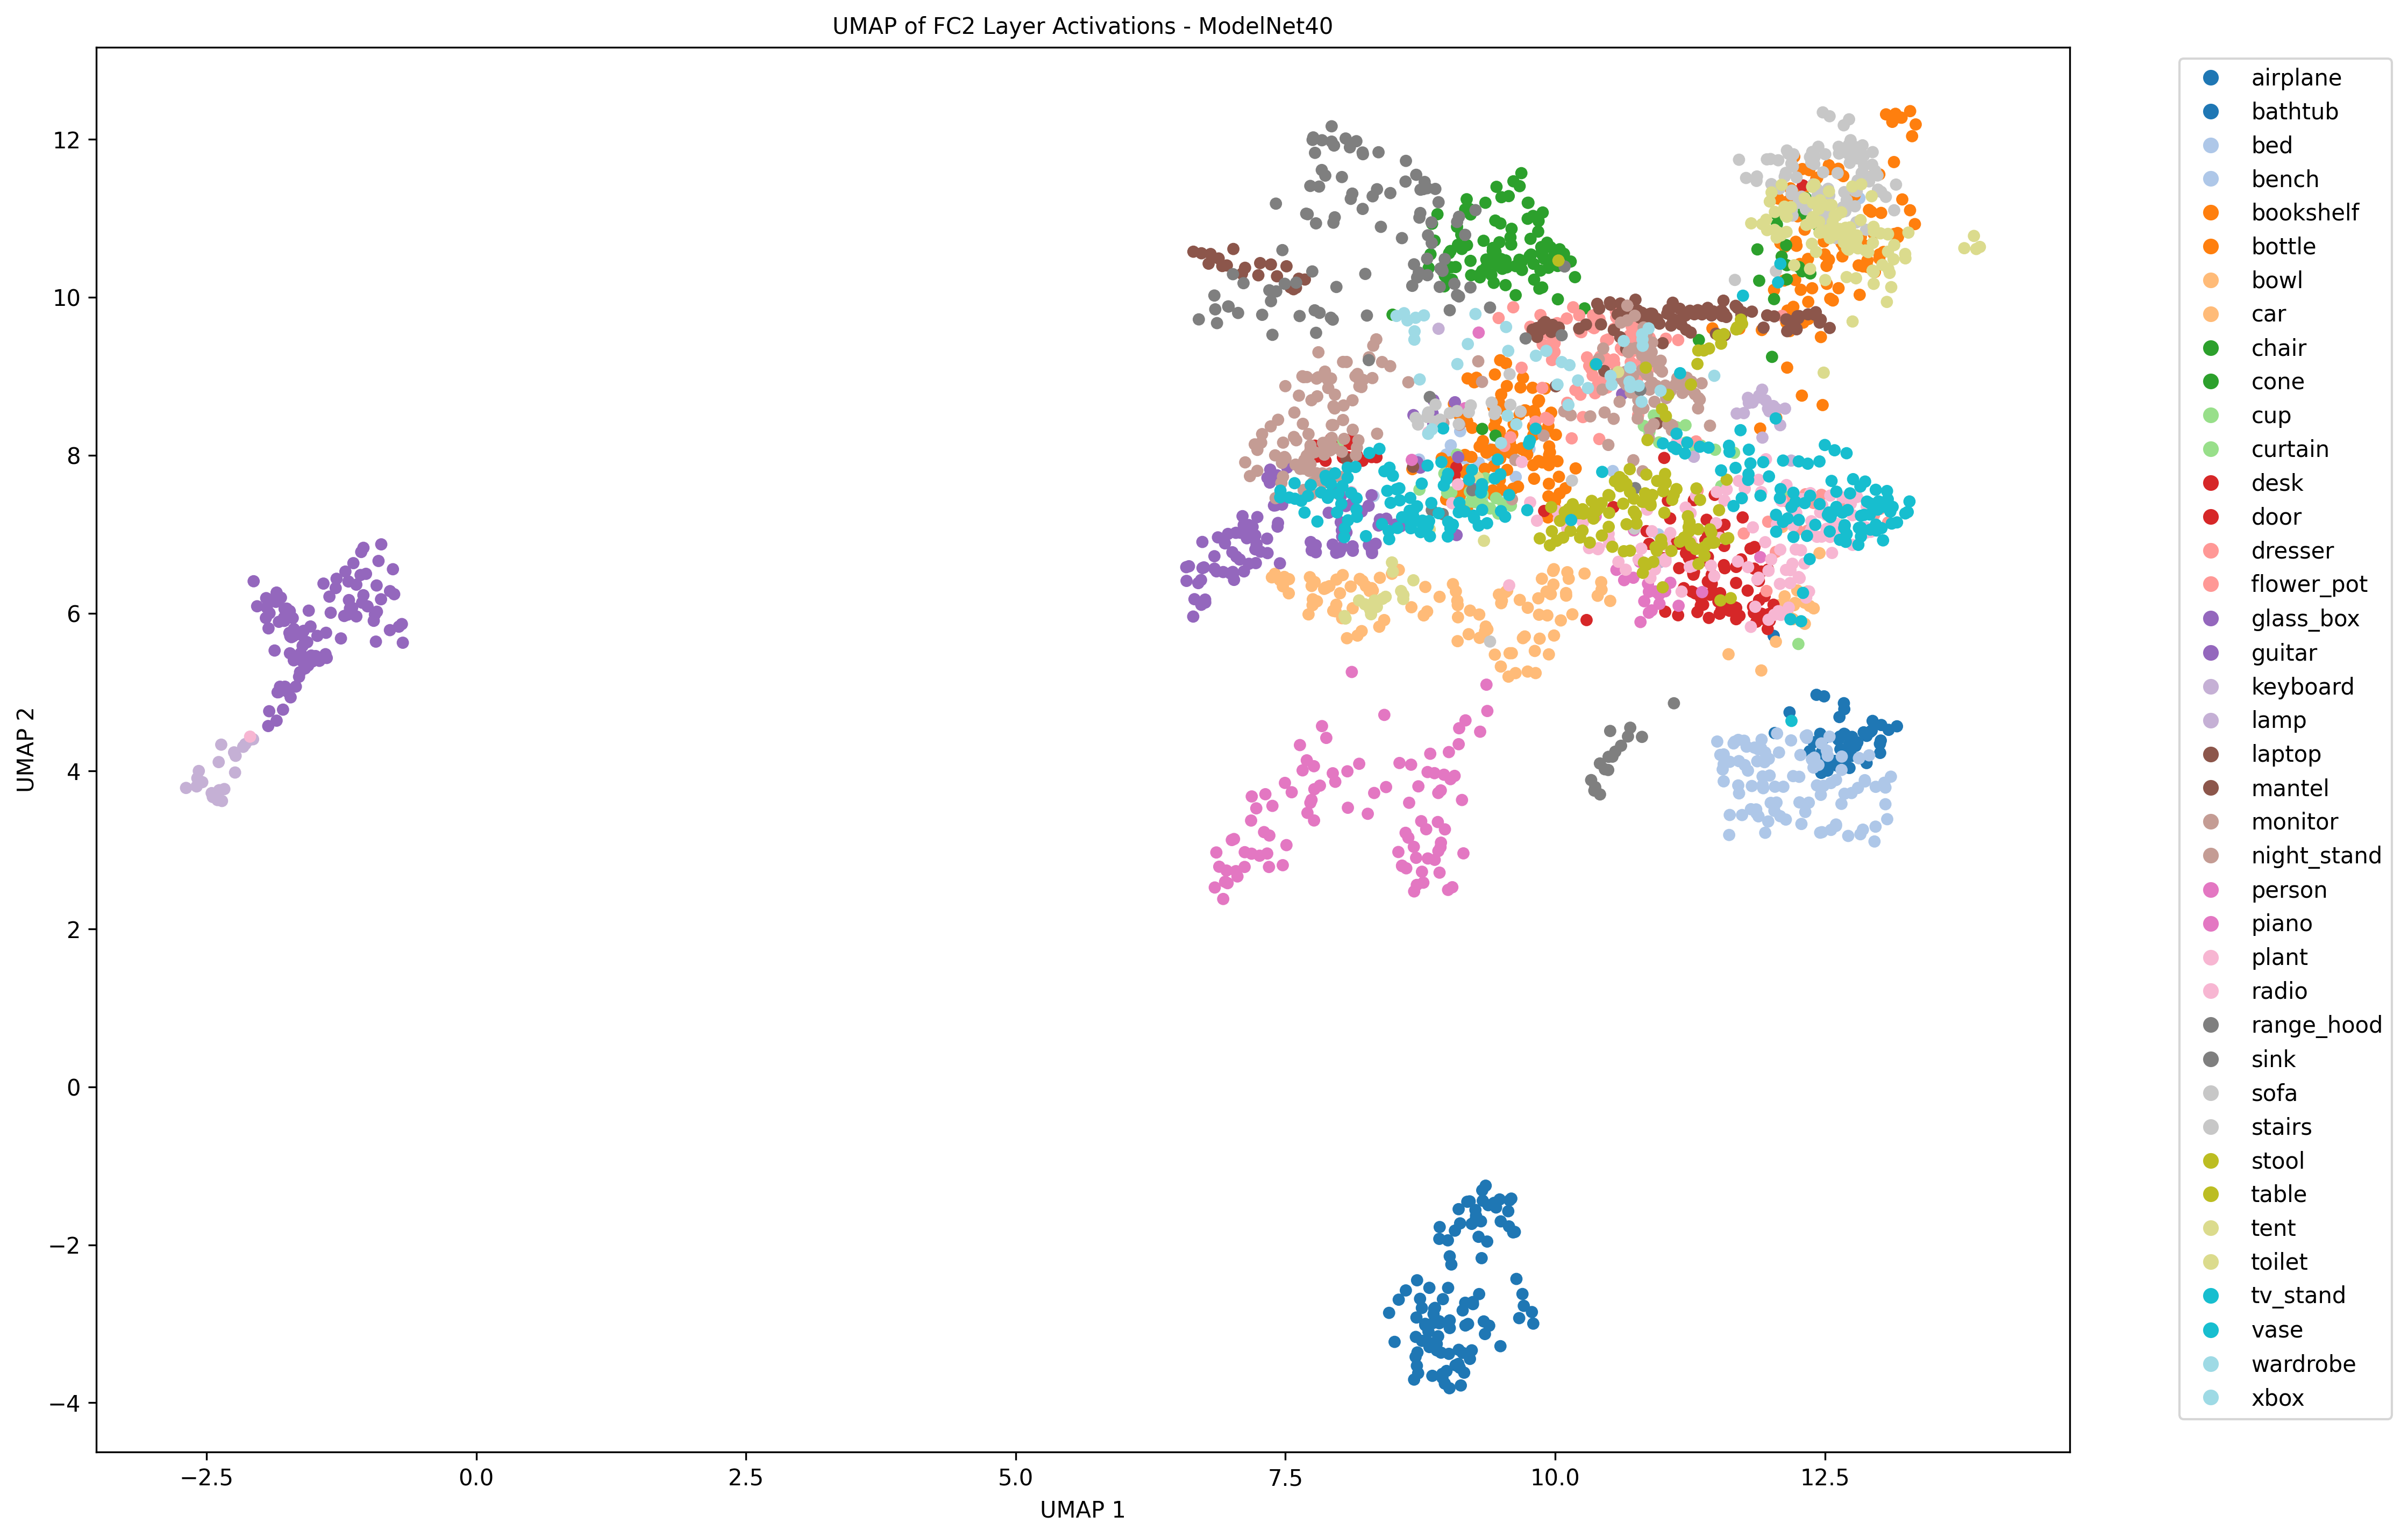 UMAP of FC2 Layer Activations - ModelNet40
12
10
8
6
4
2
0
−2
−4
UMAP 2
−2.5
0.0
2.5
5.0
7.5
10.0
12.5
UMAP 1
airplane
bathtub
bed
bench
bookshelf
bottle
bowl
car
chair
cone
cup
curtain
desk
door
dresser
flower_pot
glass_box
guitar
keyboard
lamp
laptop
mantel
monitor
night_stand
person
piano
plant
radio
range_hood
sink
sofa
stairs
stool
table
tent
toilet
tv_stand
vase
wardrobe
xbox